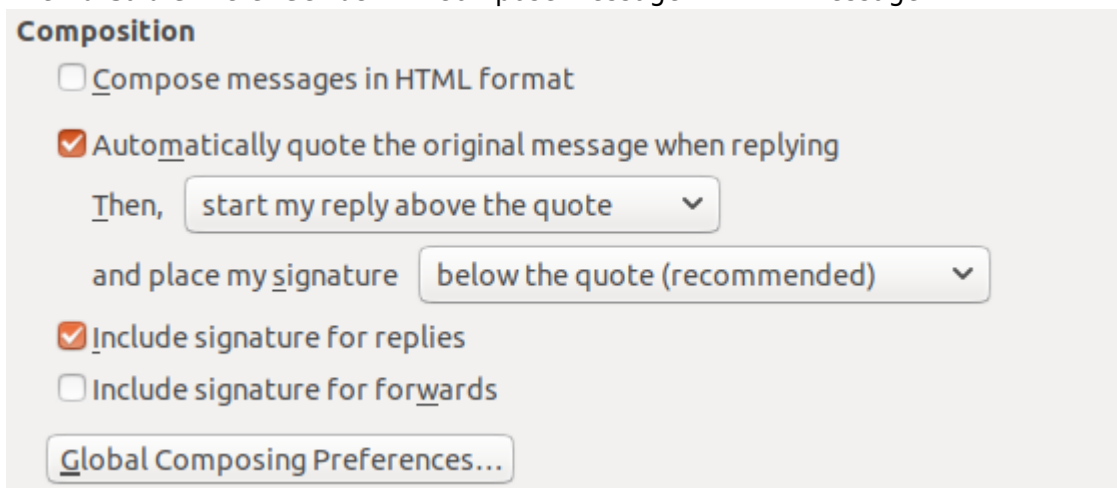 Composition
Compose messages in HTML format
Automatically quote the original message when replying
Then, start my reply above the quote
and place my signature below the quote (recommended)
Include signature for replies
Include signature for forwards
Global Composing Preferences...